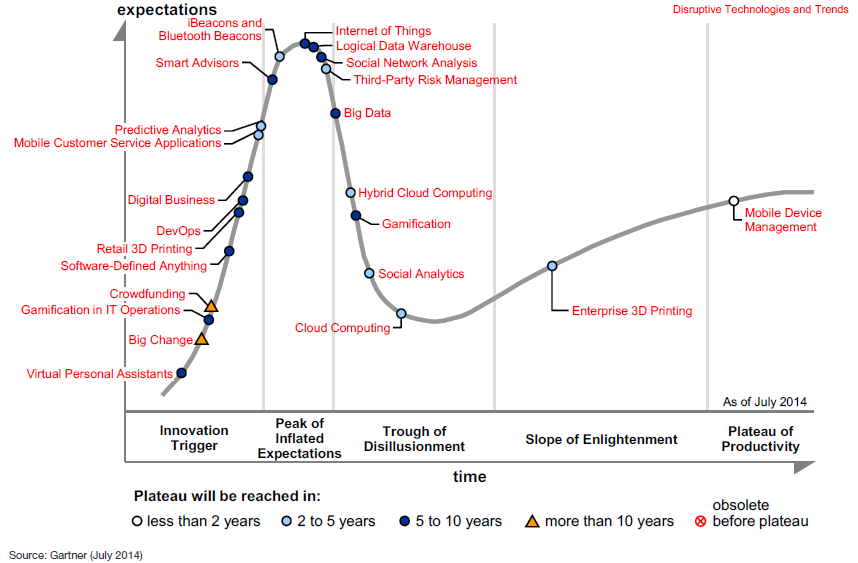 expectations
Disruptive Technologies and Trends
iBeacons and
Bluetooth Beacons
Internet of Things
Logical Data Warehouse
Smart Advisors
Social Network Analysis
Third-Party Risk Management
Big Data
Predictive Analytics
Mobile Customer Service Applications
Digital Business
Hybrid Cloud Computing
DevOps
Gamification
Mobile Device
Management
Retail 3D Printing
Software-Defined Anything
Social Analytics
Crowdfunding
Gamification in IT Operations
Enterprise 3D Printing
Cloud Computing
Big Change
Virtual Personal Assistants
As of July 2014
Innovation
Trigger
Peak of
Inflated
Expectations
Trough of
Disillusionment
Slope of Enlightenment
Plateau of
Productivity
time
Plateau will be reached in:
less than 2 years
2 to 5 years
5 to 10 years
more than 10 years
obsolete
before plateau
Source: Gartner (July 2014)